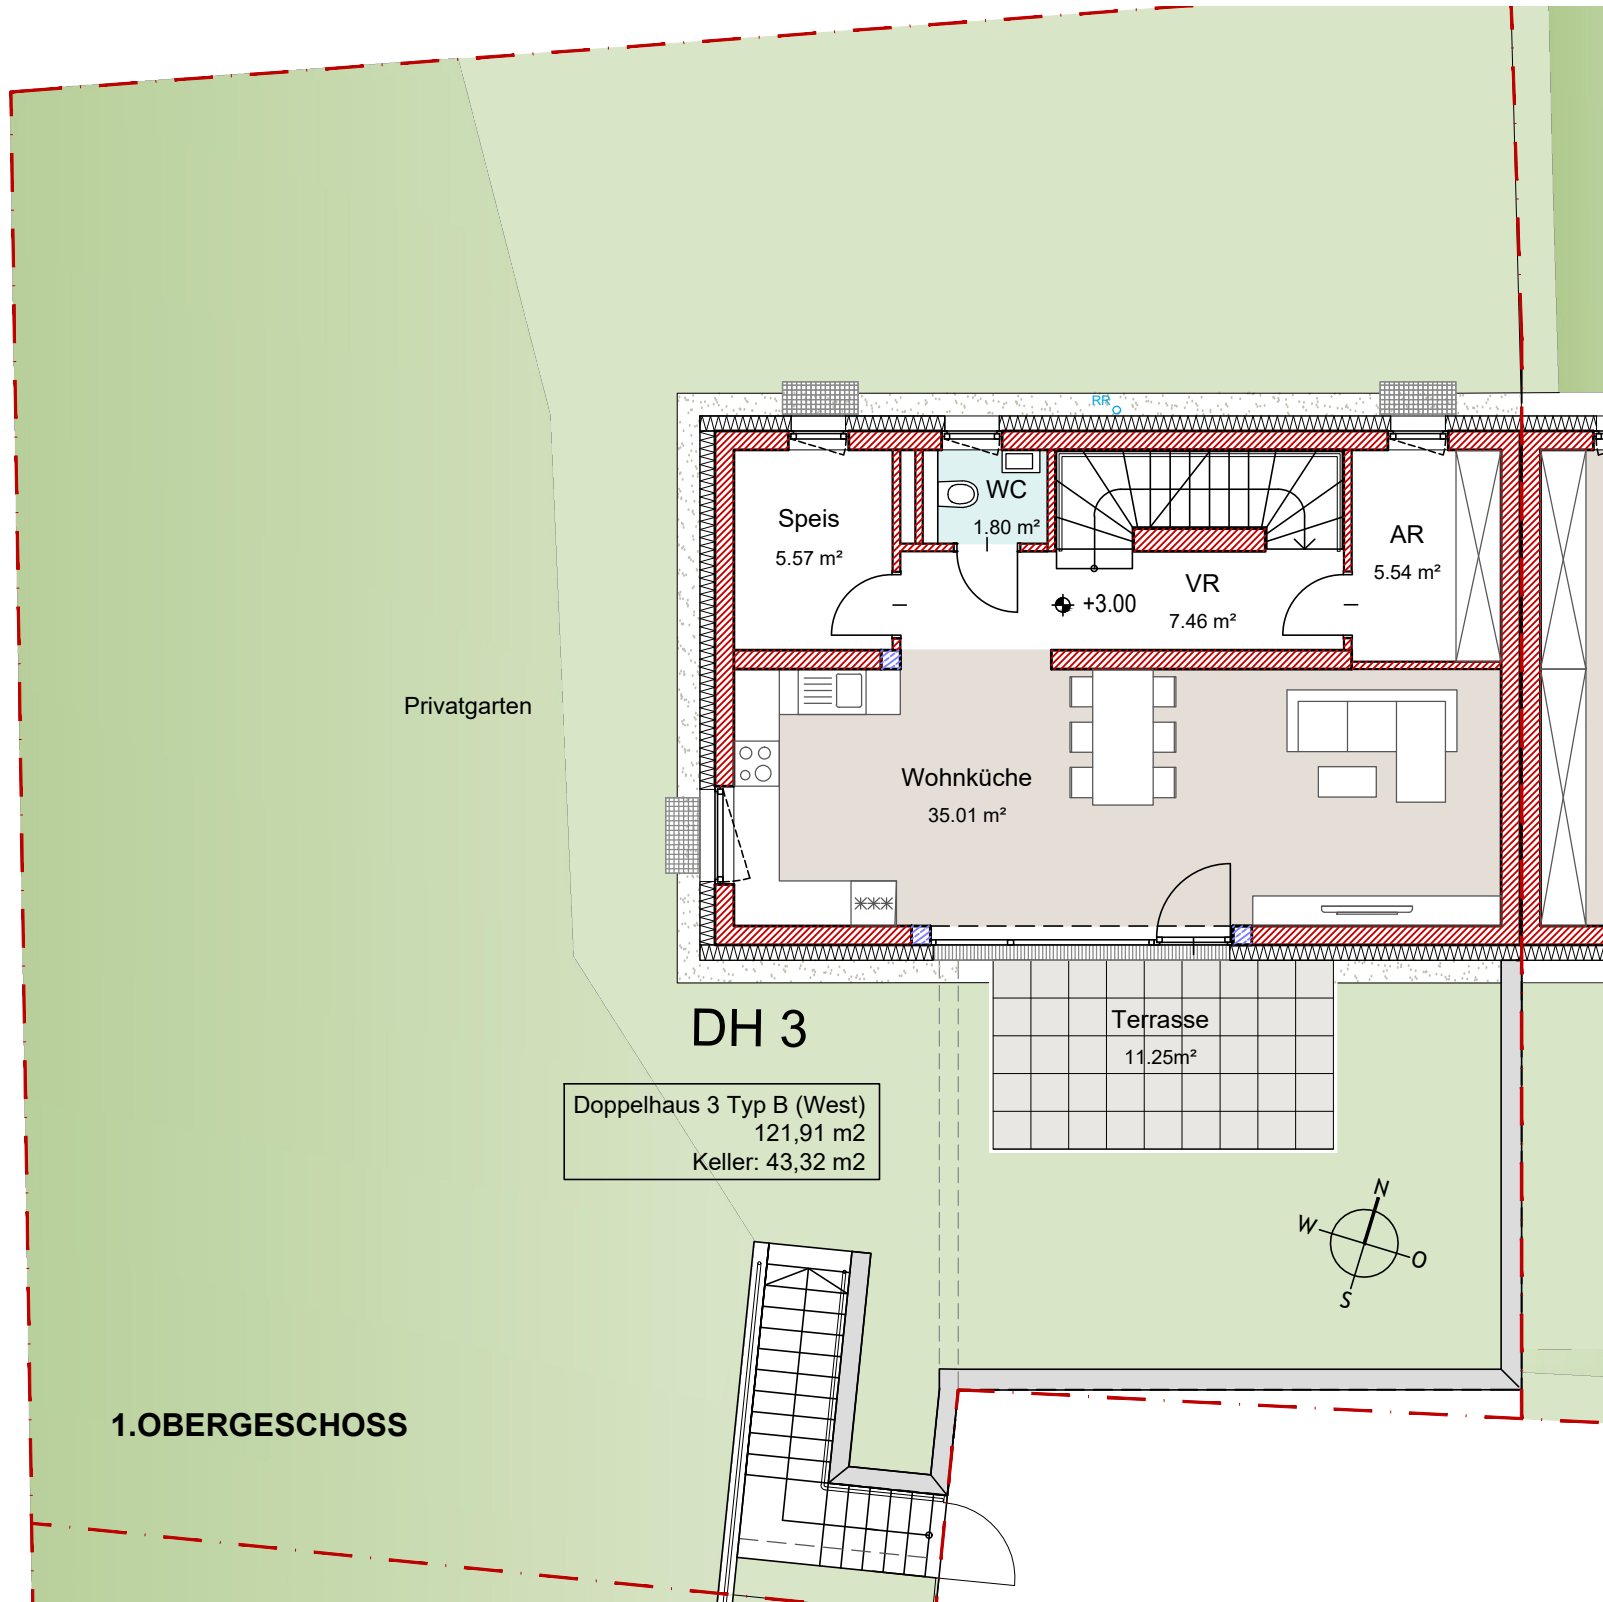 RR
Speis
5.57 m²
WC
1.80 m²
AR
5.54 m²
VR
7.46 m²
+3.00
Privatgarten
Wohnküche
35.01 m²
DH 3
Terrasse
11.25m²
Doppelhaus 3 Typ B (West)
121,91 m2
Keller: 43,32 m2
N
W
O
S
1.OBERGESCHOSS